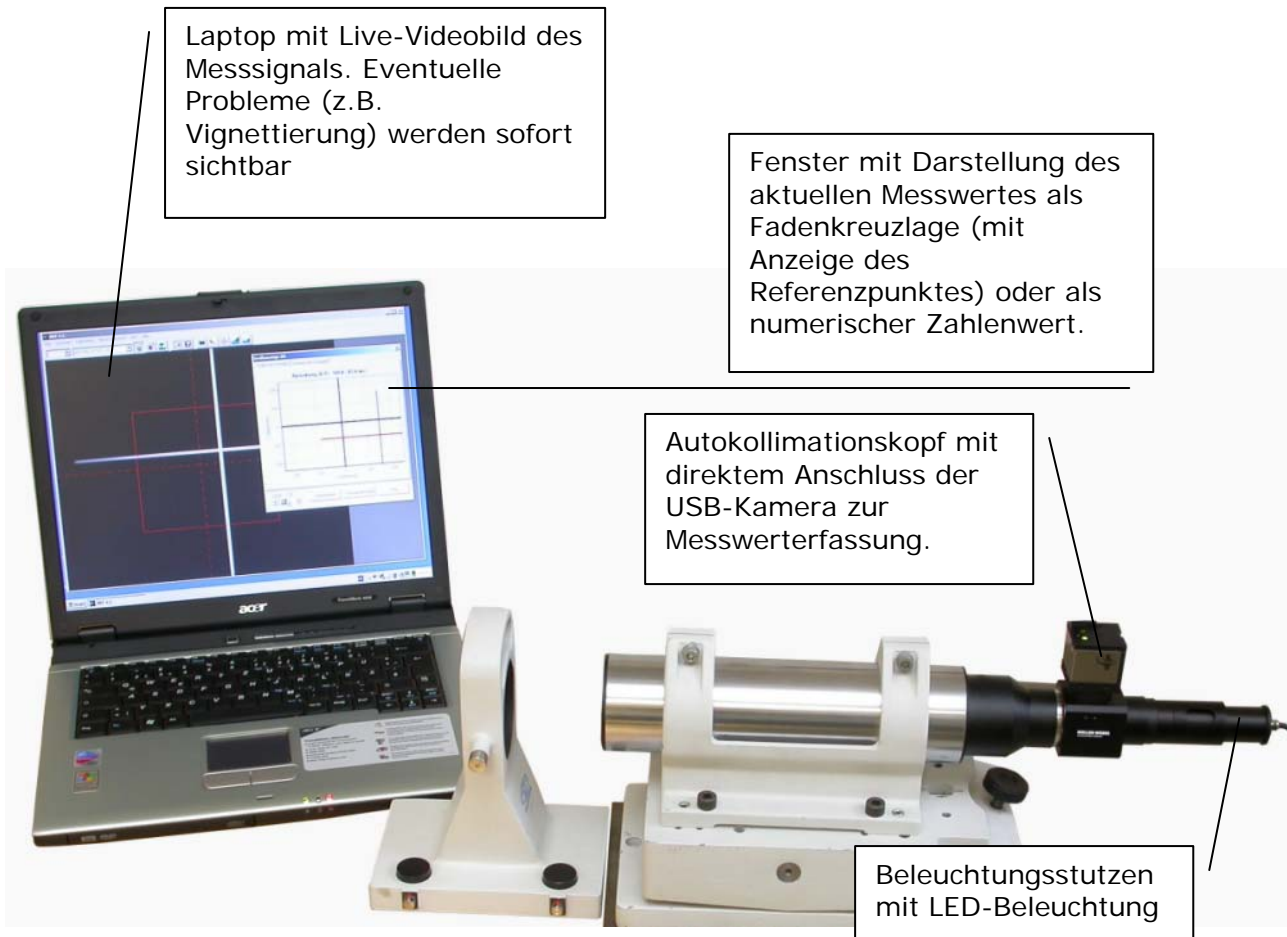 Laptop mit Live-Videobild des
Messsignals. Eventuelle
Probleme (z.B.
Vignettierung) werden sofort
sichtbar
Fenster mit Darstellung des
aktuellen Messwertes als
Fadenkreuzlage (mit
Anzeige des
Referenzpunktes) oder als
numerischer Zahlenwert.
Autokollimationskopf mit
direktem Anschluss der
USB-Kamera zur
Messwerterfassung.
acer
Beleuchtungsstutzen
mit LED-Beleuchtung